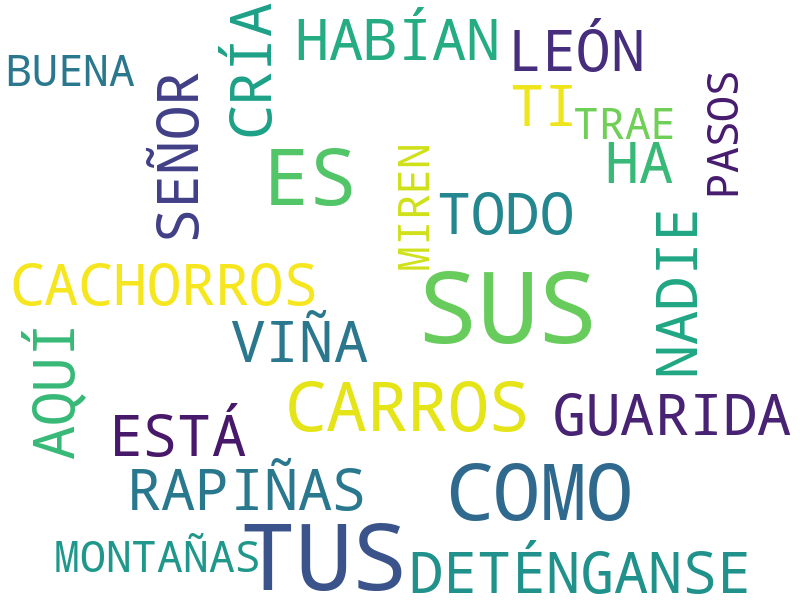 HABÍAN
CRÍA
LEÓN
BUENA
SEÑOR
TI
TRAE
PASOS
HA
ES
MIREN
TODO
NADIE
CACHORROS
SUS
VIÑA
AQUÍ
CARROS
GUARIDA
ESTÁ
RAPIÑAS
COMO
TUS
MONTAÑAS
DETÉNGANSE